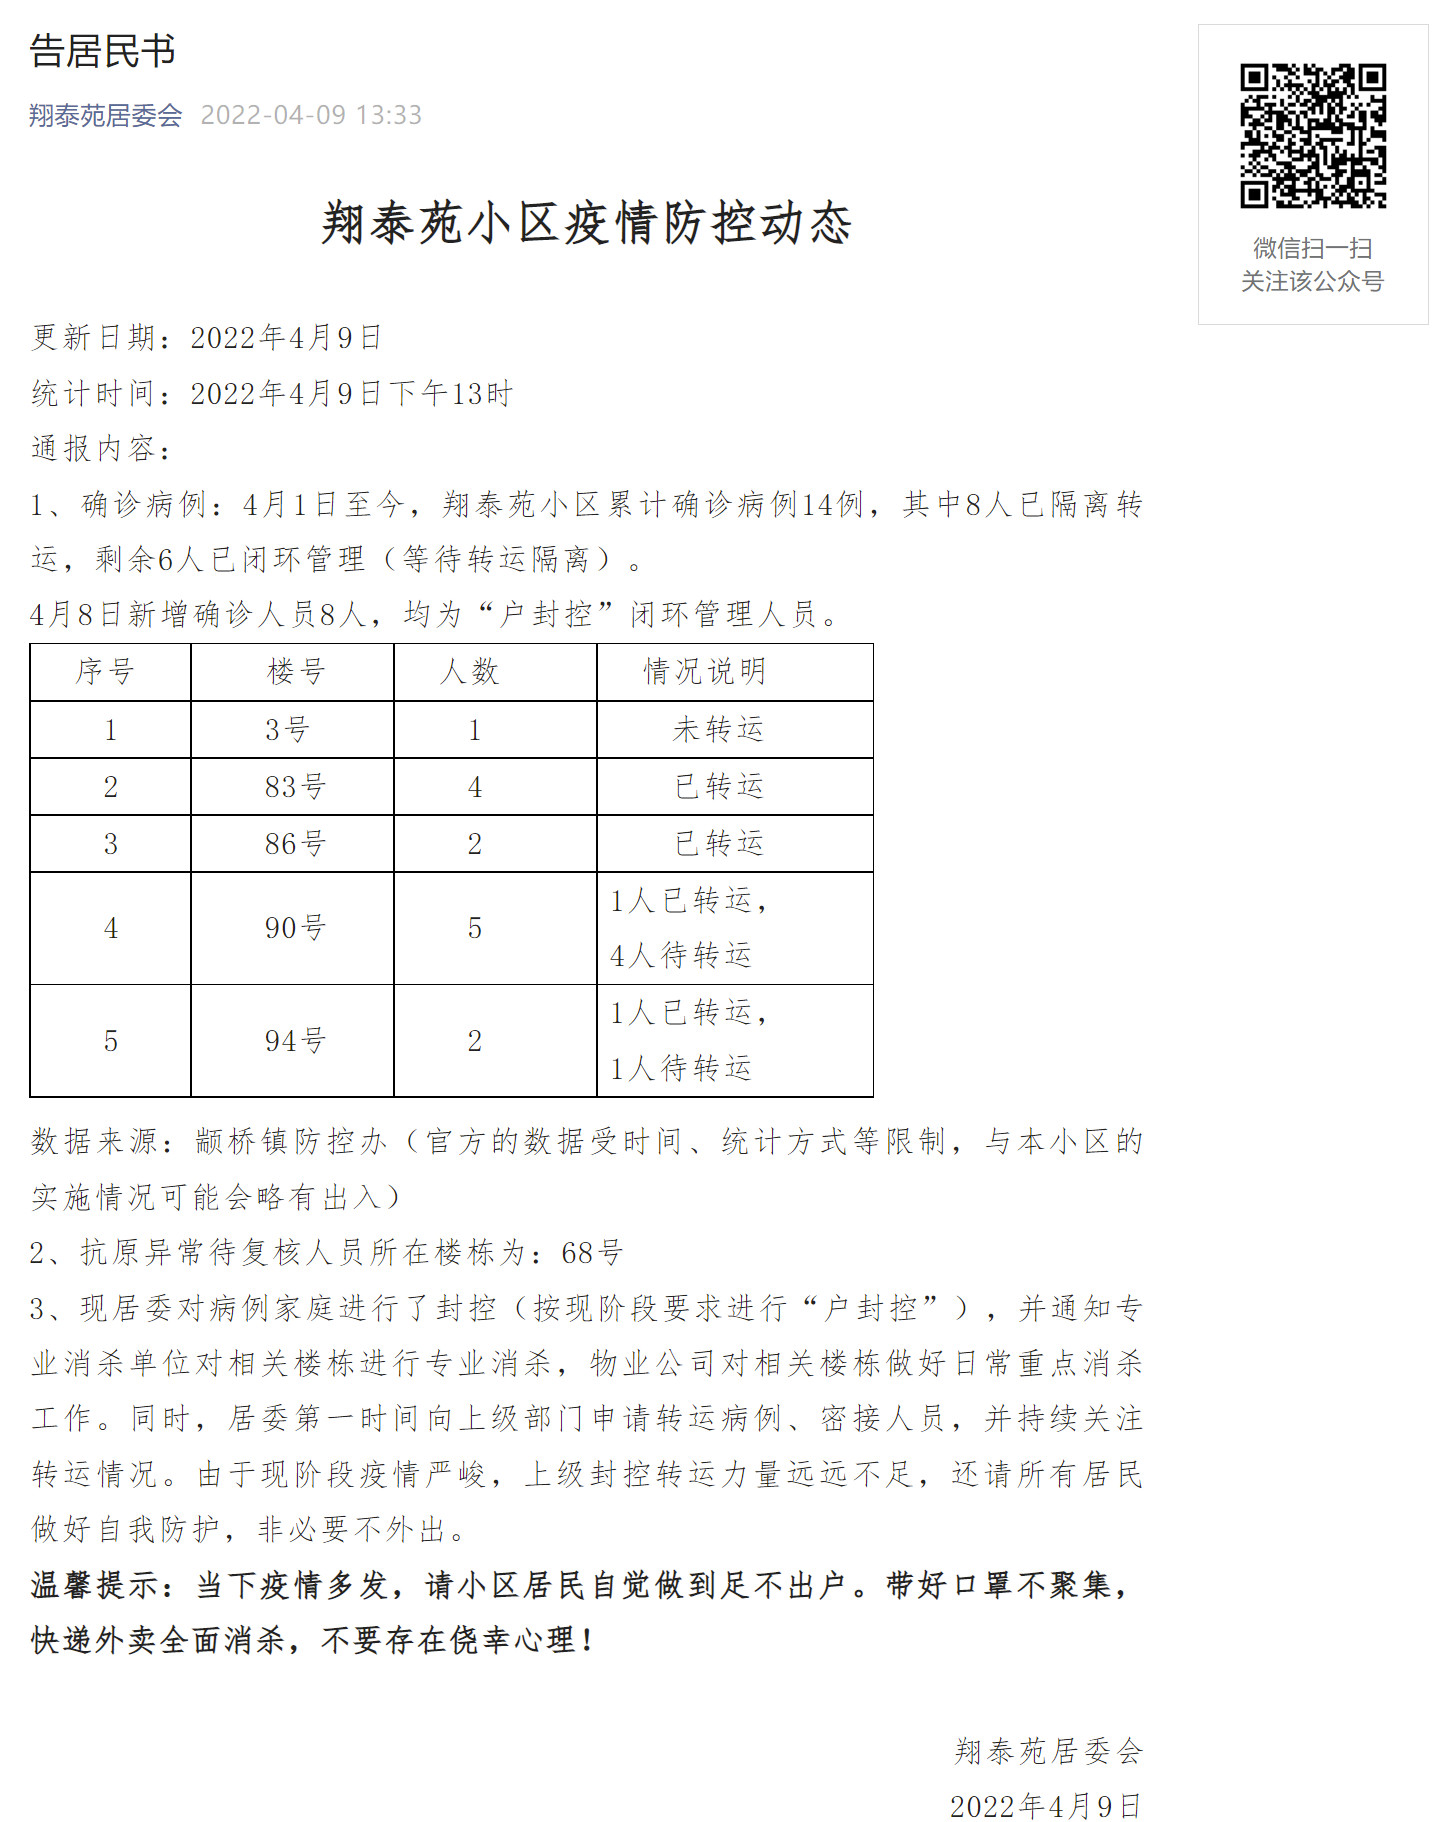 告居民书
翔泰苑居委会 2022-04-09 13:33
微信扫一扫
关注该公众号
翔泰苑小区疫情防控动态
更新日期：2022年4月9日
统计时间：2022年4月9日下午13时
通报内容：
1、确诊病例：4月1日至今，翔泰苑小区累计确诊病例14例，其中8人已隔离转
运，剩余6人已闭环管理（等待转运隔离）。
4月8日新增确诊人员8人，均为“户封控”闭环管理人员。
序号 楼号 人数 情况说明
1 3号 1 未转运
2 83号 4 已转运
3 86号 2 已转运
4 90号 5 1人已转运，
4人待转运
5 94号 2 1人已转运，
1人待转运
数据来源：颛桥镇防控办（官方的数据受时间、统计方式等限制，与本小区的
实施情况可能会略有出入）
2、抗原异常待复核人员所在楼栋为：68号
3、现居委对病例家庭进行了封控（按现阶段要求进行“户封控”），并通知专
业消杀单位对相关楼栋进行专业消杀，物业公司对相关楼栋做好日常重点消杀
工作。同时，居委第一时间向上级部门申请转运病例、密接人员，并持续关注
转运情况。由于现阶段疫情严峻，上级封控转运力量远远不足，还请所有居民
做好自我防护，非必要不外出。
温馨提示：当下疫情多发，请小区居民自觉做到足不出户。带好口罩不聚集，
快递外卖全面消杀，不要存在侥幸心理！
翔泰苑居委会
2022年4月9日